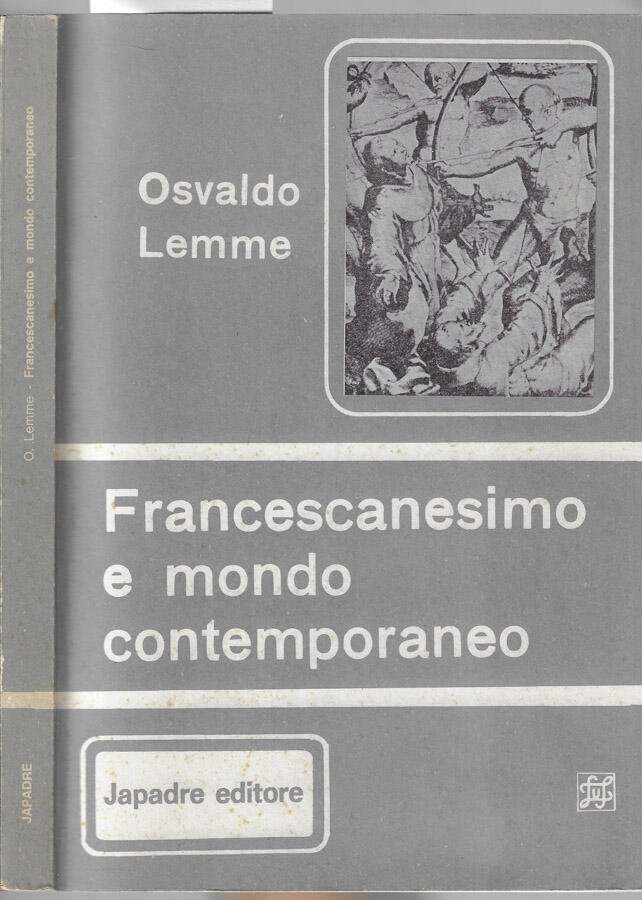 Osvaldo
Lemme
Francescanesimo
e mondo
contemporaneo
Japadre editore
O. Lemme - Francescanesimo e mondo contemporaneo
JAPADRE